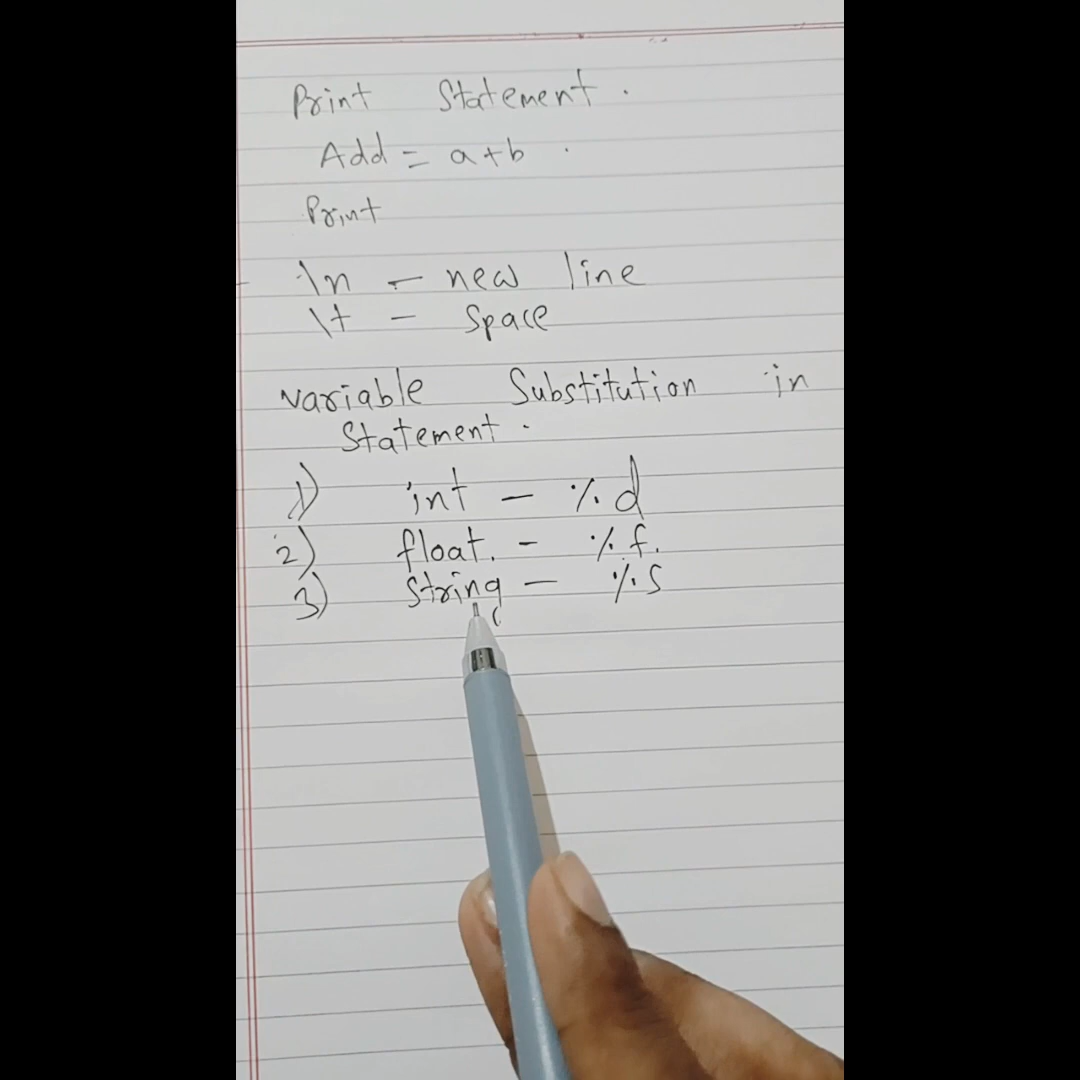 Print Statement.
Add = a+b.
Print
\n - new line
\t - Space
variable Substitution in
Statement.
1) int - %d
2) float. - %f.
3) String - %s